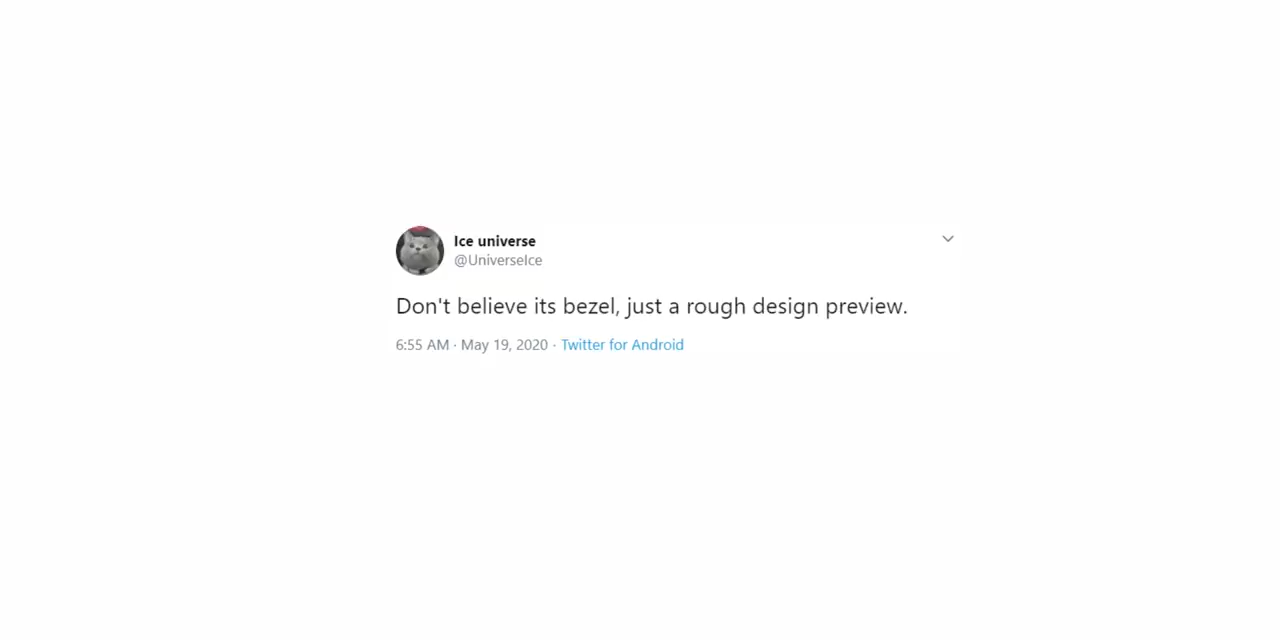 Ice universe
@UniverseIce
Don't believe its bezel, just a rough design preview.
6:55 AM · May 19, 2020 · Twitter for Android